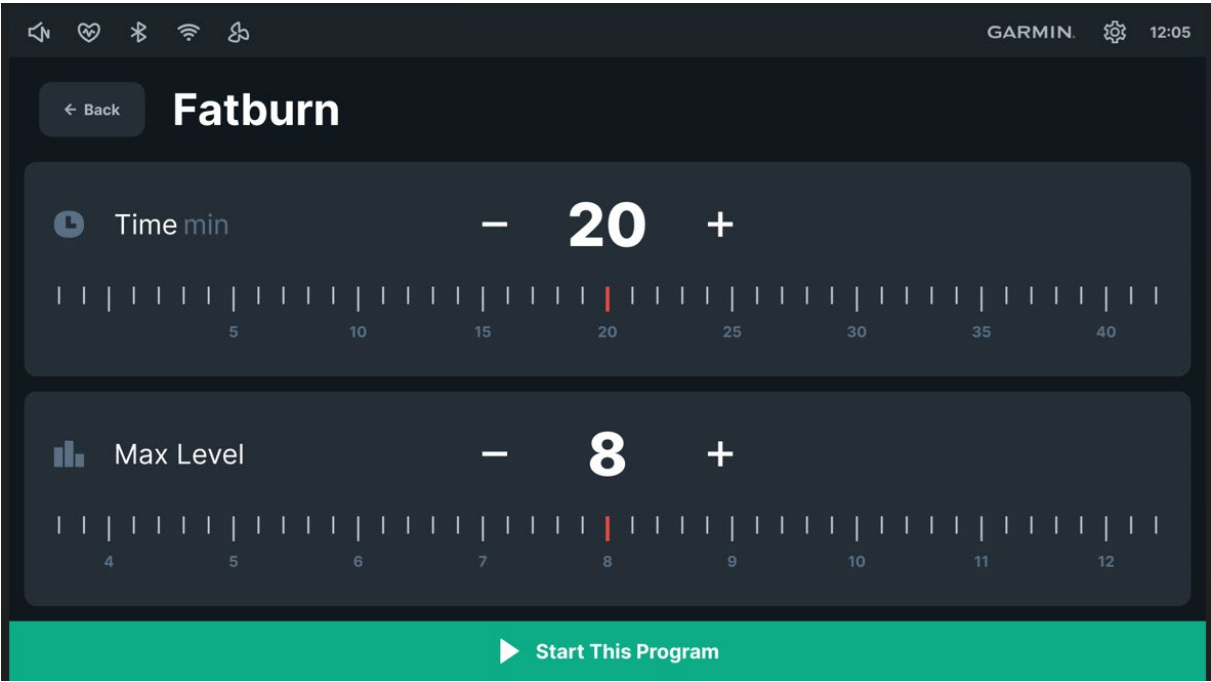 GARMIN. 12:05
← Back Fatburn
Time min − 20 +
5 10 15 20 25 30 35 40
Max Level − 8 +
4 5 6 7 8 9 10 11 12
Start This Program